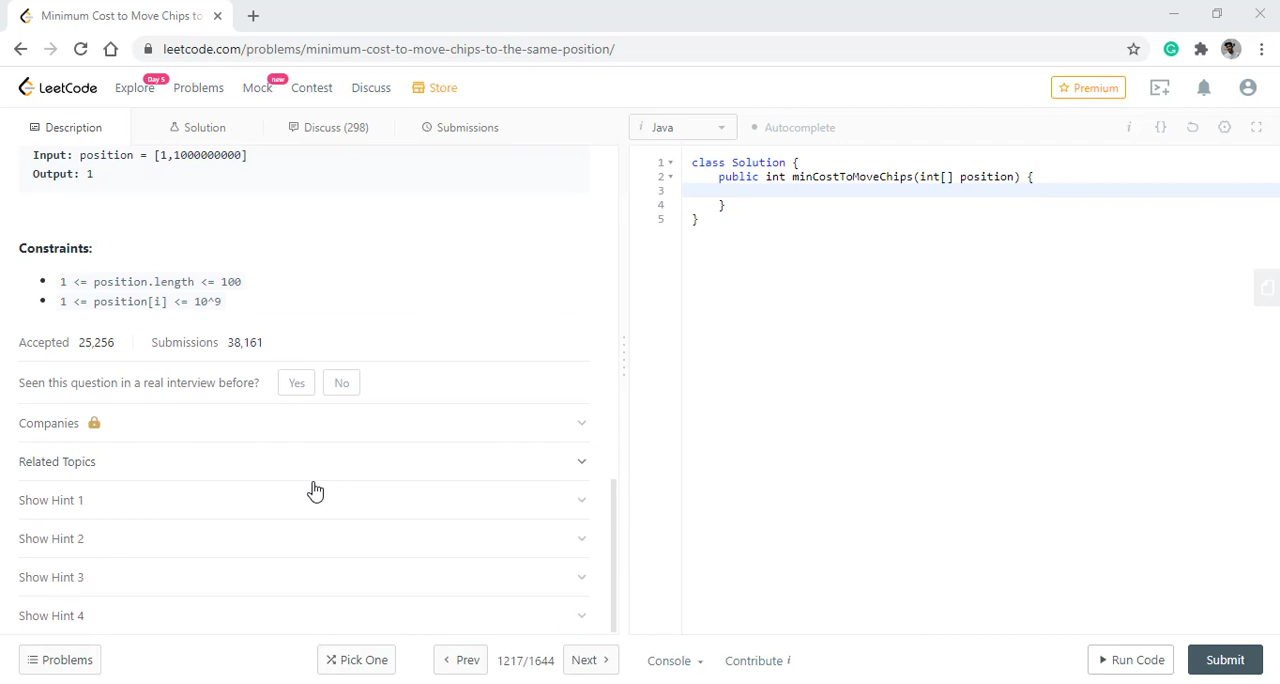 Minimum Cost to Move Chips to
leetcode.com/problems/minimum-cost-to-move-chips-to-the-same-position/
LeetCode
Explore
Day 5
Problems
Mock
new
Contest
Discuss
Store
Premium
Description
Solution
Discuss (298)
Submissions
i Java
Autocomplete
Input: position = [1,1000000000]
Output: 1
Constraints:
1 <= position.length <= 100
1 <= position[i] <= 10^9
Accepted 25,256 Submissions 38,161
Seen this question in a real interview before? Yes No
Companies
Related Topics
Show Hint 1
Show Hint 2
Show Hint 3
Show Hint 4
1 class Solution {
2 public int minCostToMoveChips(int[] position) {
3
4 }
5 }
Problems
Pick One
Prev
1217/1644
Next
Console
Contribute i
Run Code
Submit